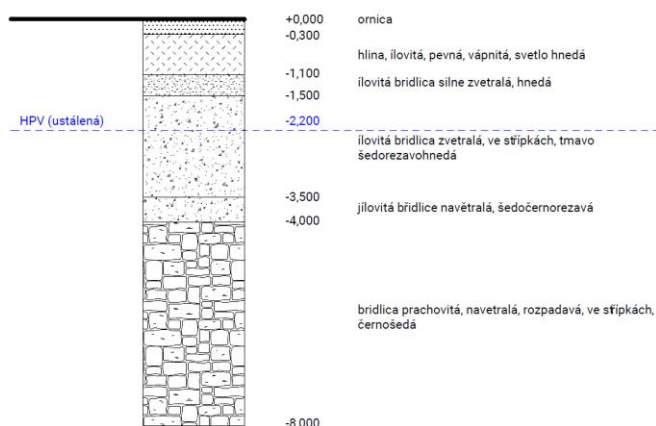 +0,000 ornica
-0,300
hlina, ílovitá, pevná, vápnitá, svetlo hnedá
-1,100
ílovitá bridlica silne zvetralá, hnedá
-1,500
HPV (ustálená) -2,200
ílovitá bridlica zvetralá, ve střípkách, tmavo
šedorezavohnedá
-3,500
jílovitá břidlice navětralá, šedočernorezavá
-4,000
bridlica prachovitá, navetralá, rozpadavá, ve střípkách,
černošedá
-8,000